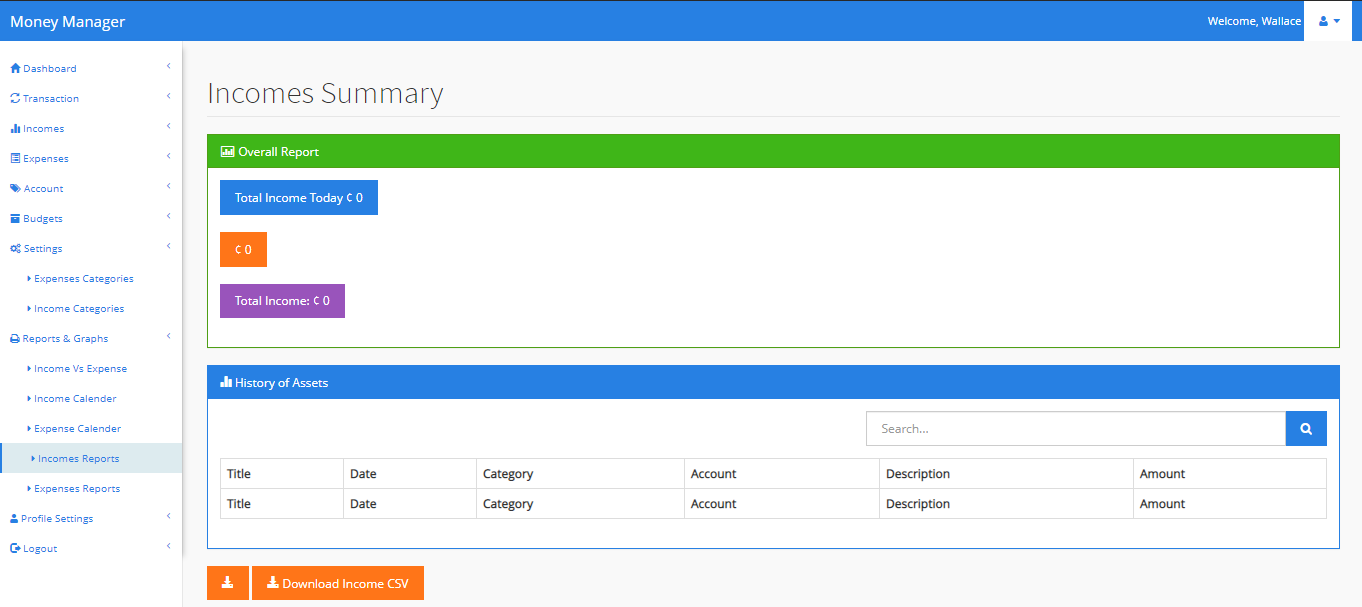 Money Manager
Welcome, Wallace
Dashboard
Transaction
Incomes
Expenses
Account
Budgets
Settings
Expenses Categories
Income Categories
Reports & Graphs
Income Vs Expense
Income Calender
Expense Calender
Incomes Reports
Expenses Reports
Profile Settings
Logout
Incomes Summary
Overall Report
Total Income Today ₵ 0
₵ 0
Total Income: ₵ 0
History of Assets
Search...
Title Date Category Account Description Amount
Title Date Category Account Description Amount
Download Income CSV